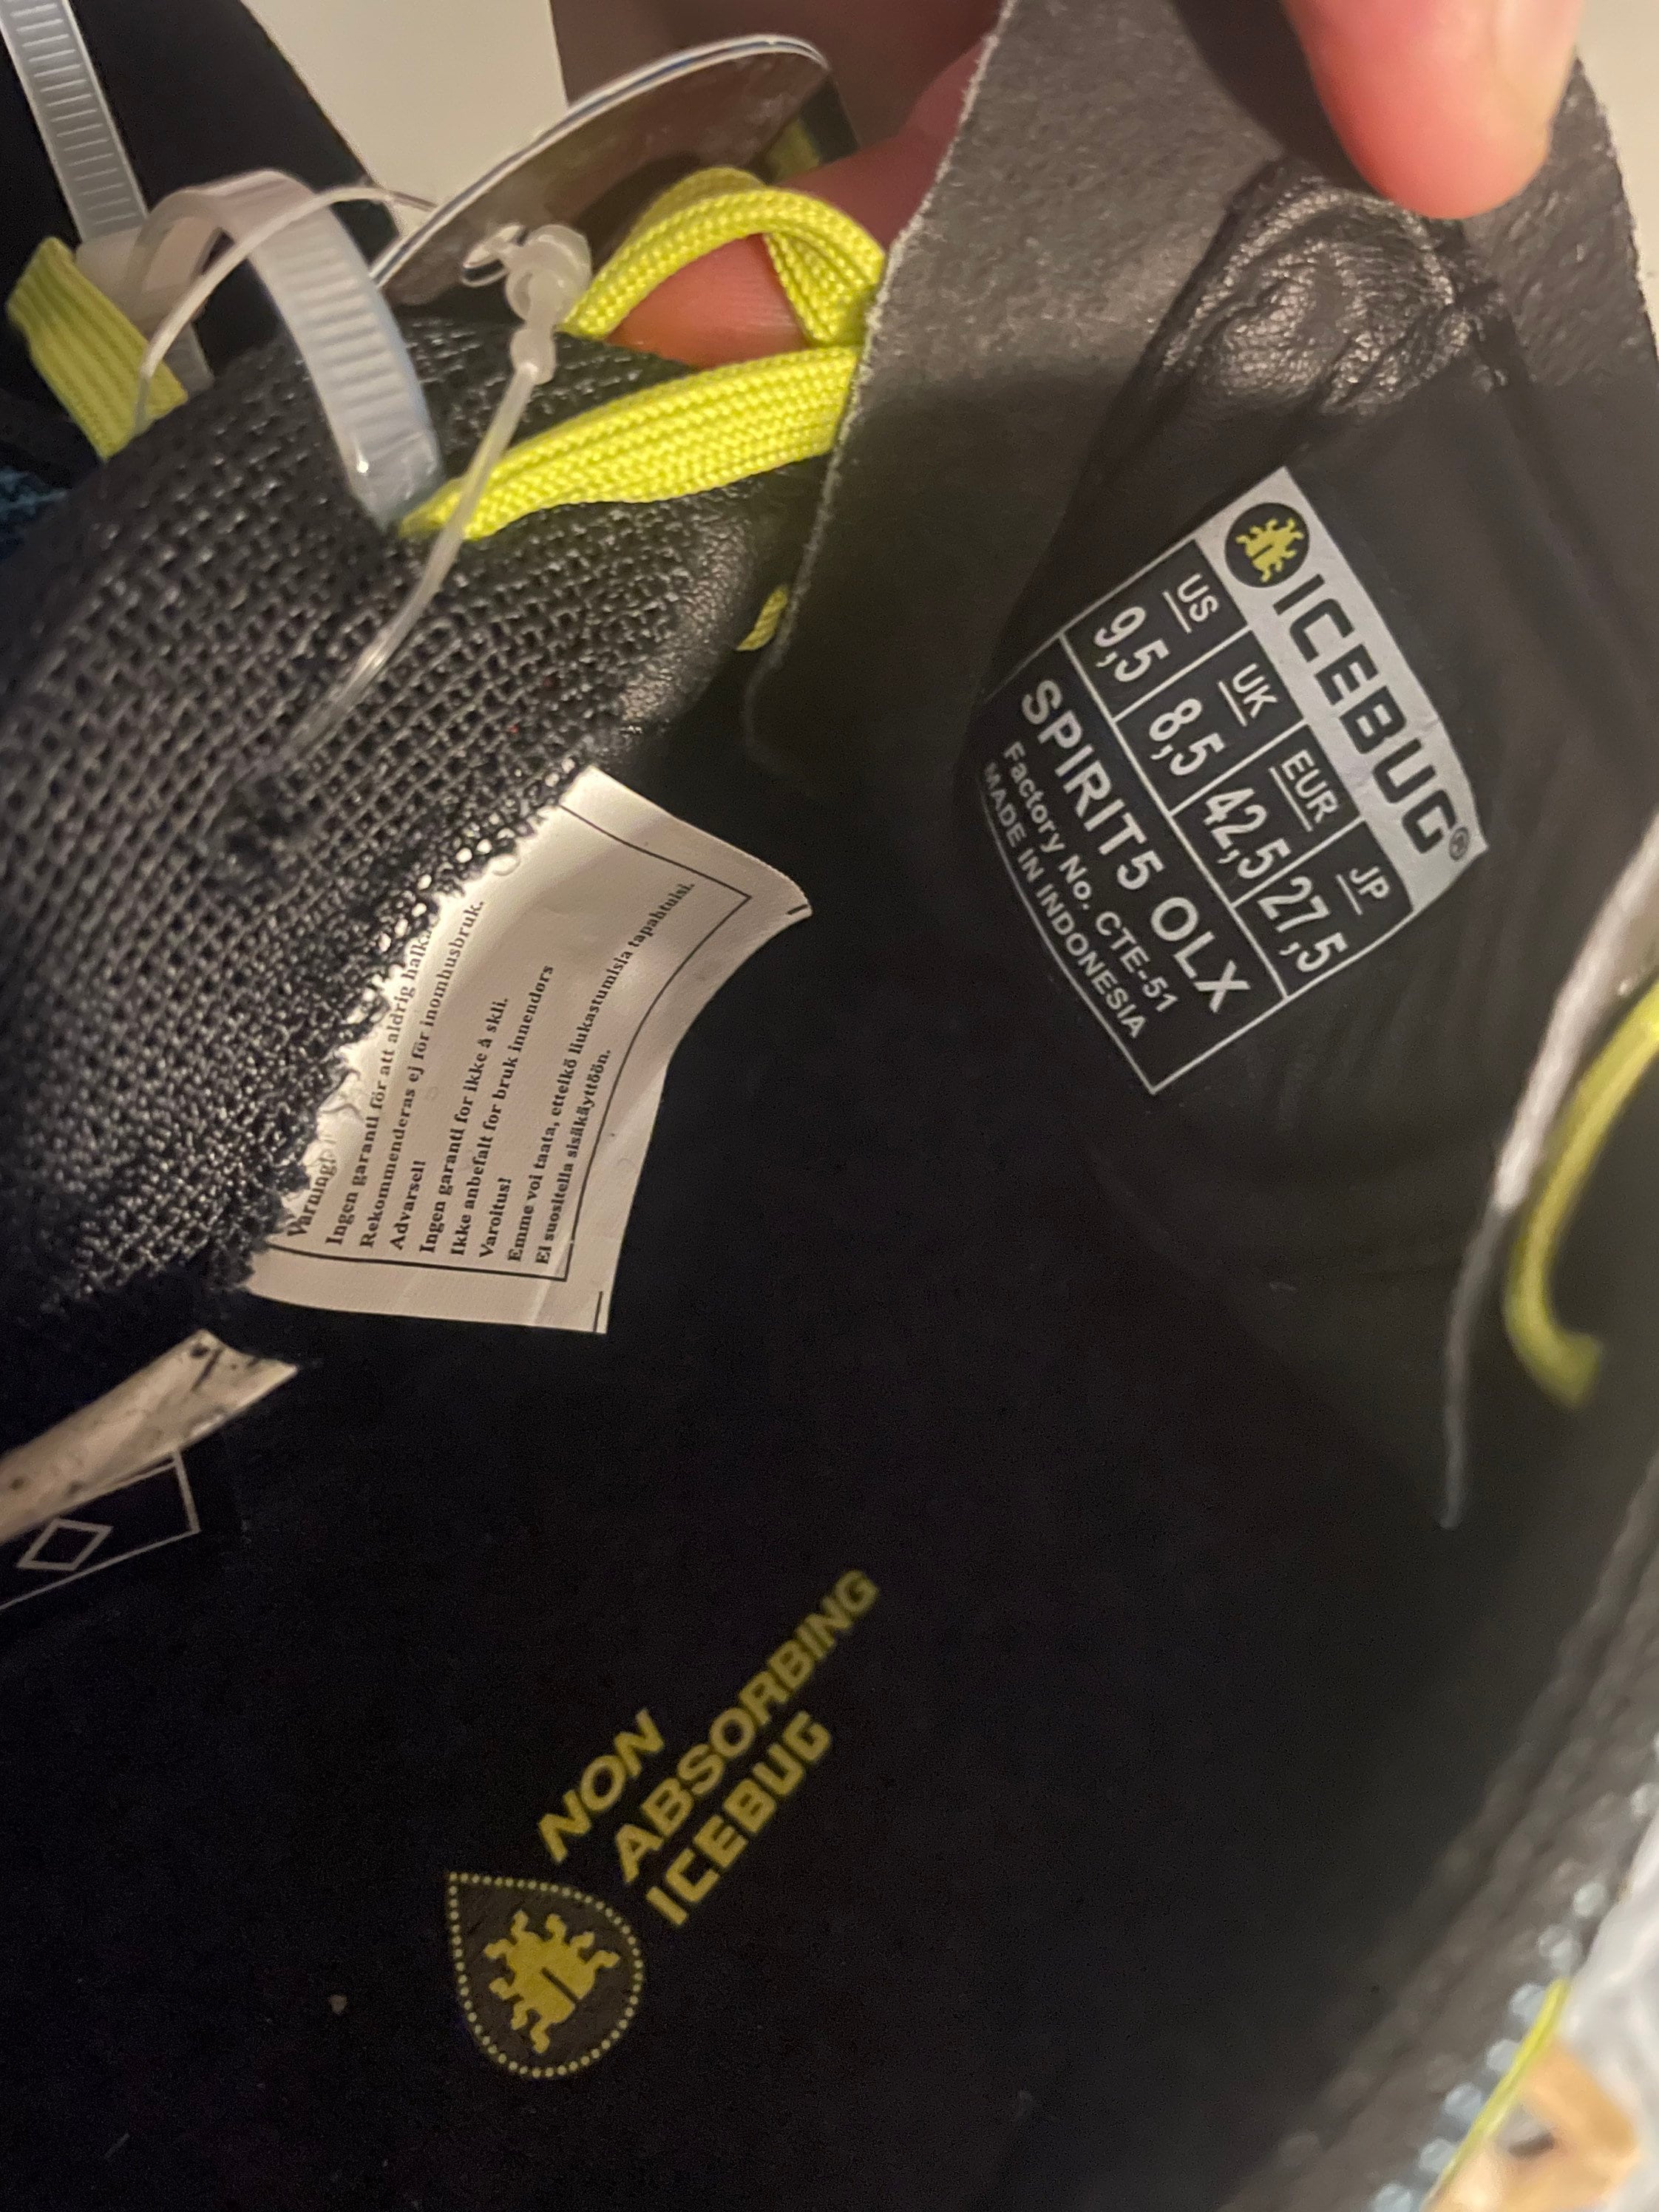 ICEBUG®
US UK EUR JP
9,5 8,5 42,5 27,5
SPIRIT5 OLX
Factory No. CTE-51
MADE IN INDONESIA
Varning!
Ingen garanti för att aldrig halka
Rekommenderas ej för inomhusbruk.
Advarsel!
Ingen garanti for ikke å skli.
Ikke anbefalt for bruk innendørs
Varoitus!
Emme voi taata, etteikö liukastumisia tapahtuisi.
Ei suositella sisäkäyttöön.
NON
ABSORBING
ICEBUG